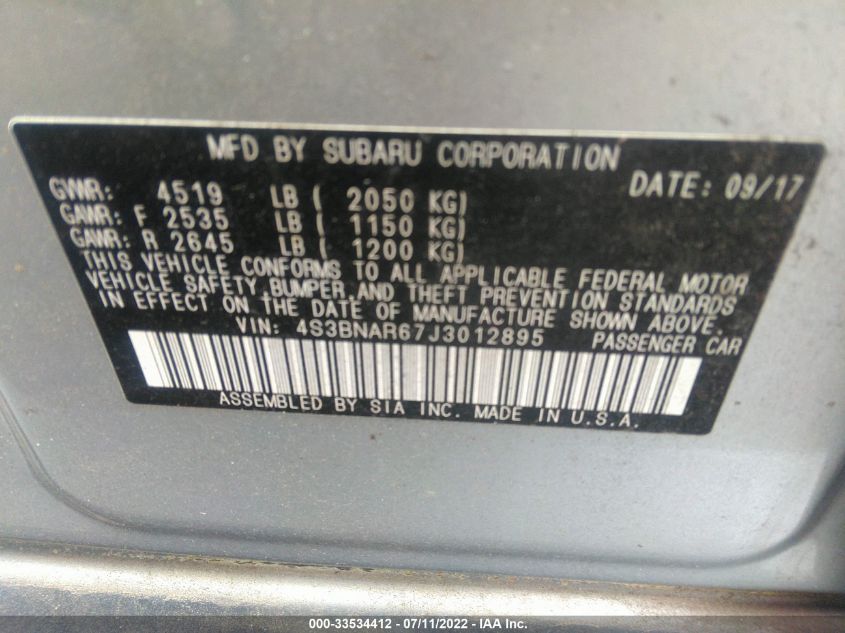 MFD BY SUBARU CORPORATION
DATE: 09/17
GVWR: 4519 LB ( 2050 KG)
GAWR: F 2535 LB ( 1150 KG)
GAWR: R 2645 LB ( 1200 KG)
THIS VEHICLE CONFORMS TO ALL APPLICABLE FEDERAL MOTOR
VEHICLE SAFETY, BUMPER, AND THEFT PREVENTION STANDARDS
IN EFFECT ON THE DATE OF MANUFACTURE SHOWN ABOVE.
VIN: 4S3BNAR67J3012895 PASSENGER CAR
ASSEMBLED BY SIA INC. MADE IN U.S.A.
000-33534412 - 07/11/2022 - IAA Inc.